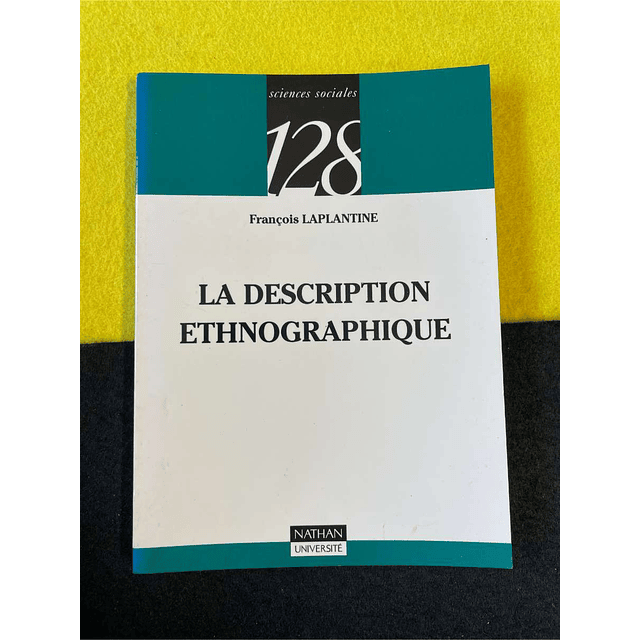 sciences sociales
128
François LAPLANTINE
LA DESCRIPTION
ETHNOGRAPHIQUE
NATHAN
UNIVERSITÉ